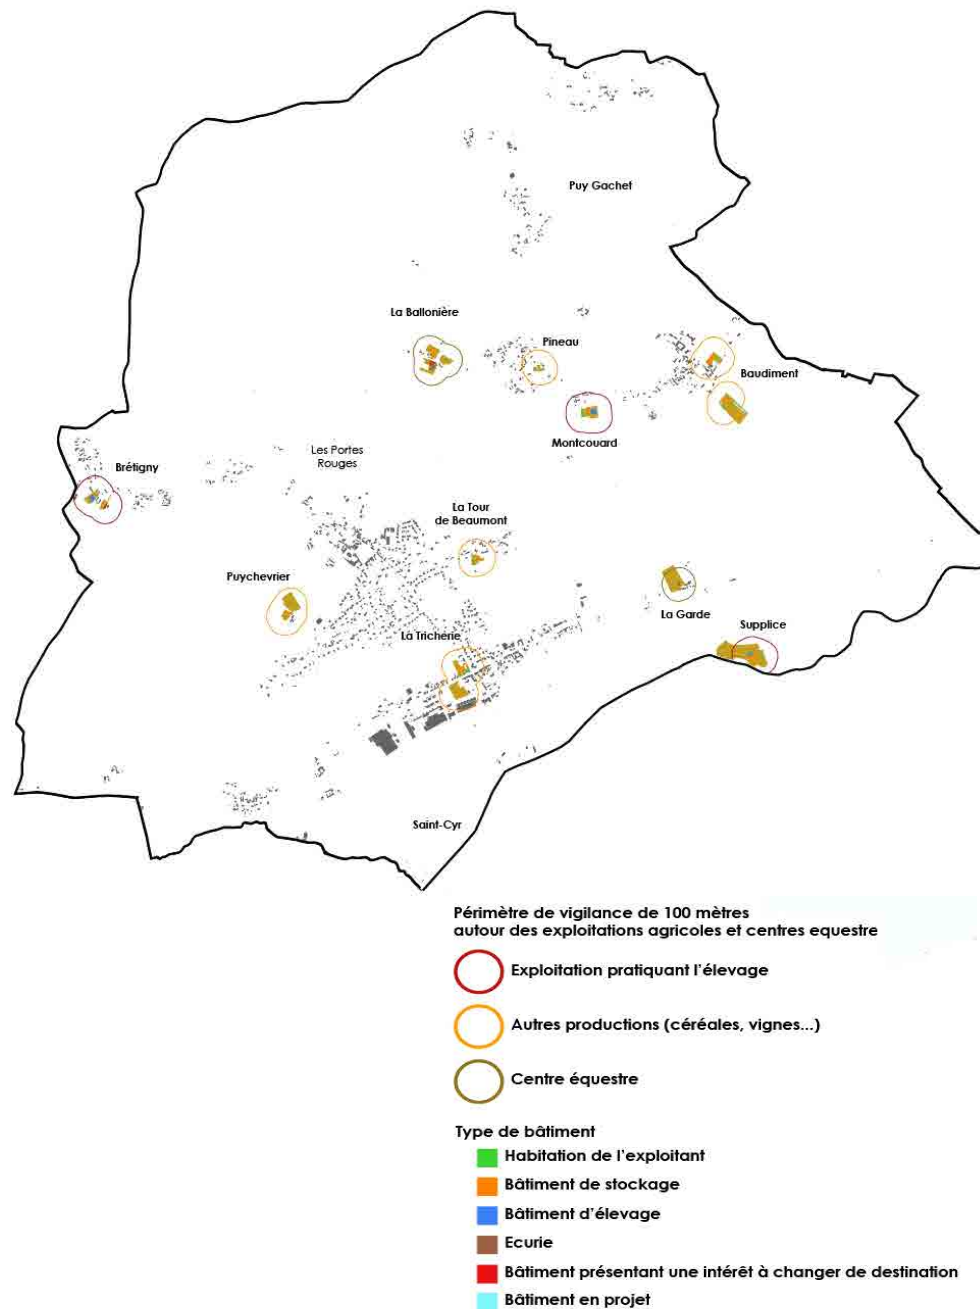 Puy Gachet
La Ballonière
Pineau
Baudiment
Montcouard
Les Portes
Rouges
Brétigny
La Tour
de Beaumont
Puychevrier
La Garde
La Tricherie
Supplice
Saint-Cyr
Périmètre de vigilance de 100 mètres
autour des exploitations agricoles et centres equestre
Exploitation pratiquant l'élevage
Autres productions (céréales, vignes...)
Centre équestre
Type de bâtiment
Habitation de l'exploitant
Bâtiment de stockage
Bâtiment d'élevage
Ecurie
Bâtiment présentant une intérêt à changer de destination
Bâtiment en projet